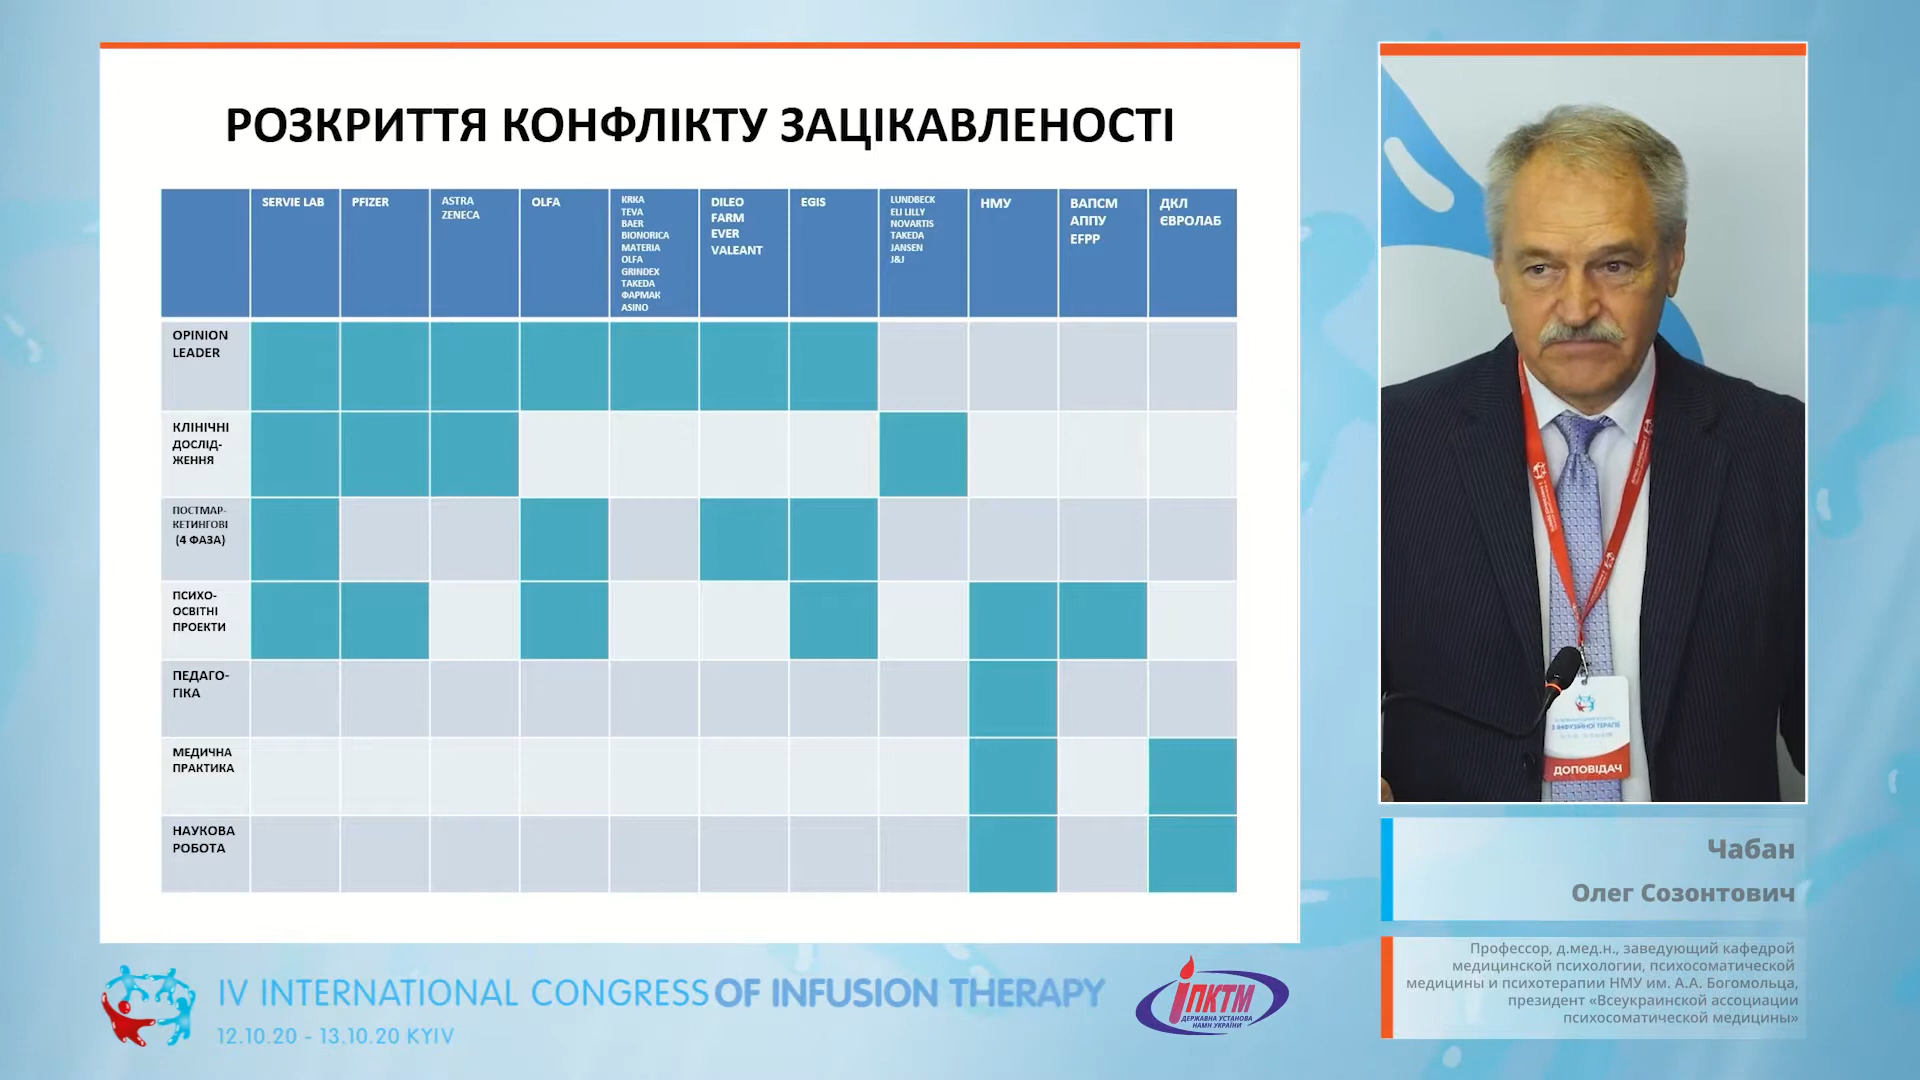 РОЗКРИТТЯ КОНФЛІКТУ ЗАЦІКАВЛЕНОСТІ
SERVIE LAB
PFIZER
ASTRA
ZENECA
OLFA
KRKA
TEVA
BAER
BIONORICA
MATERIA
OLFA
GRINDEX
TAKEDA
ФАРМАК
ASINO
DILEO
FARM
EVER
VALEANT
EGIS
LUNDBECK
ELI LILLY
NOVARTIS
TAKEDA
JANSEN
J&J
НМУ
ВАПСМ
АППУ
EFPP
ДКЛ
ЄВРОЛАБ
OPINION
LEADER
КЛІНІЧНІ
ДОСЛІД-
ЖЕННЯ
ПОСТМАР-
КЕТИНГОВІ
(4 ФАЗА)
ПСИХО-
ОСВІТНІ
ПРОЕКТИ
ПЕДАГО-
ГІКА
МЕДИЧНА
ПРАКТИКА
НАУКОВА
РОБОТА
З ІНФУЗІЙНОЇ ТЕРАПІЇ
ДОПОВІДАЧ
Чабан
Олег Созонтович
Профессор, д.мед.н., заведующий кафедрой
медицинской психологии, психосоматической
медицины и психотерапии НМУ им. А.А. Богомольца,
президент «Всеукраинской ассоциации
психосоматической медицины»
IV INTERNATIONAL CONGRESS OF INFUSION THERAPY
12.10.20 - 13.10.20 KYIV
ІПКТМ
ДЕРЖАВНА УСТАНОВА
НАМН УКРАЇНИ